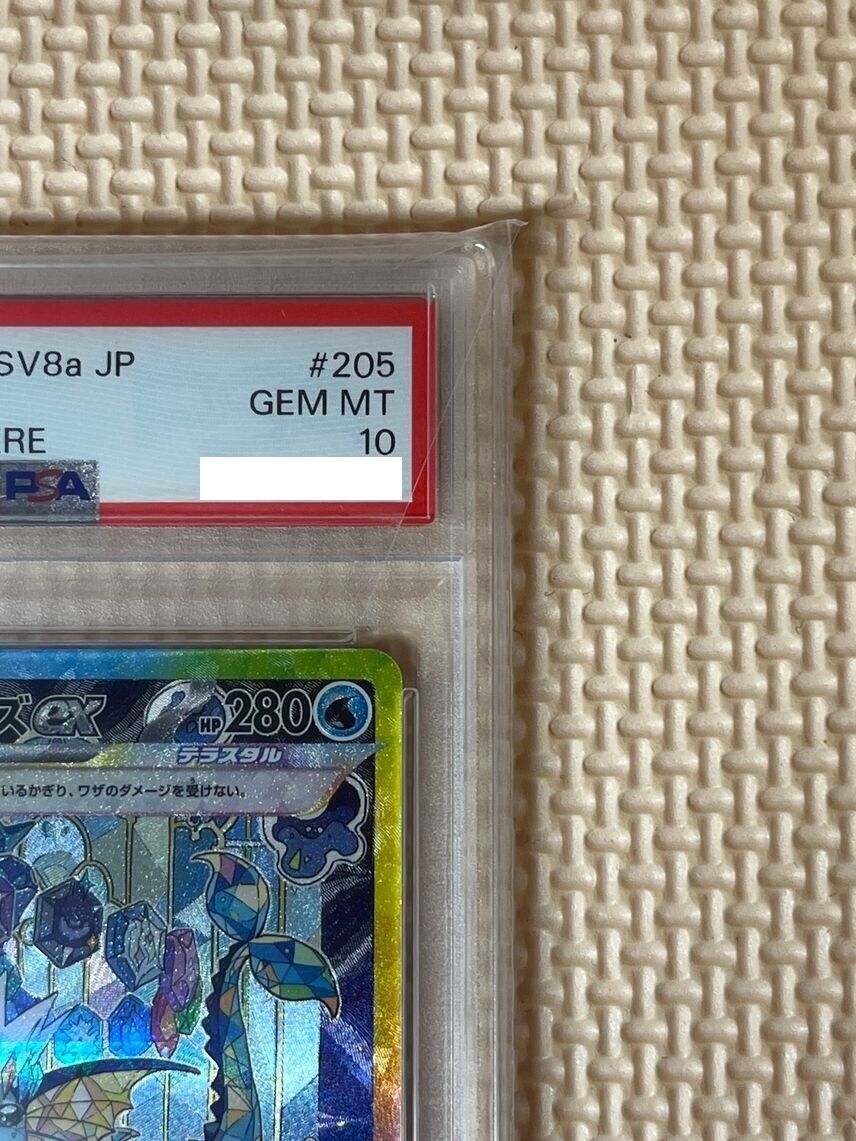 SV8a JP
#205
GEM MT
RE
10
PSA
ズex HP 280
テラスタル
いるかぎり、ワザのダメージを受けない。